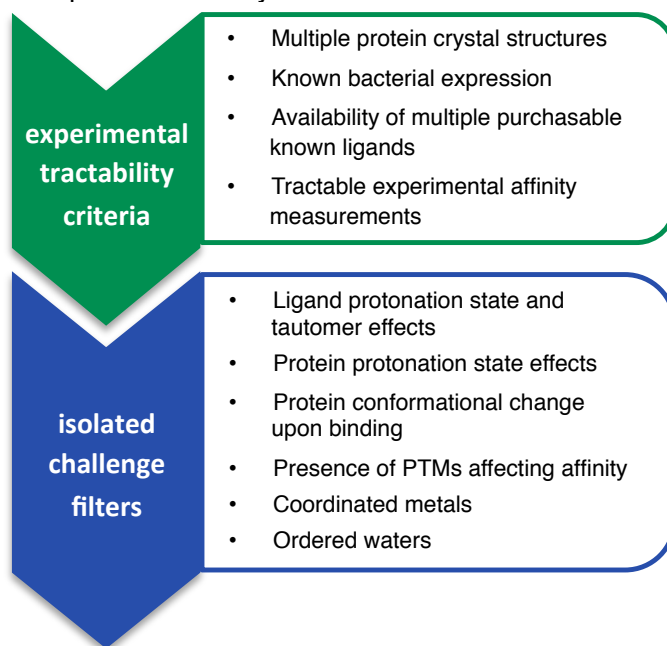 experimental
tractability
criteria
• Multiple protein crystal structures
• Known bacterial expression
• Availability of multiple purchasable
known ligands
• Tractable experimental affinity
measurements
isolated
challenge
filters
• Ligand protonation state and
tautomer effects
• Protein protonation state effects
• Protein conformational change
upon binding
• Presence of PTMs affecting affinity
• Coordinated metals
• Ordered waters